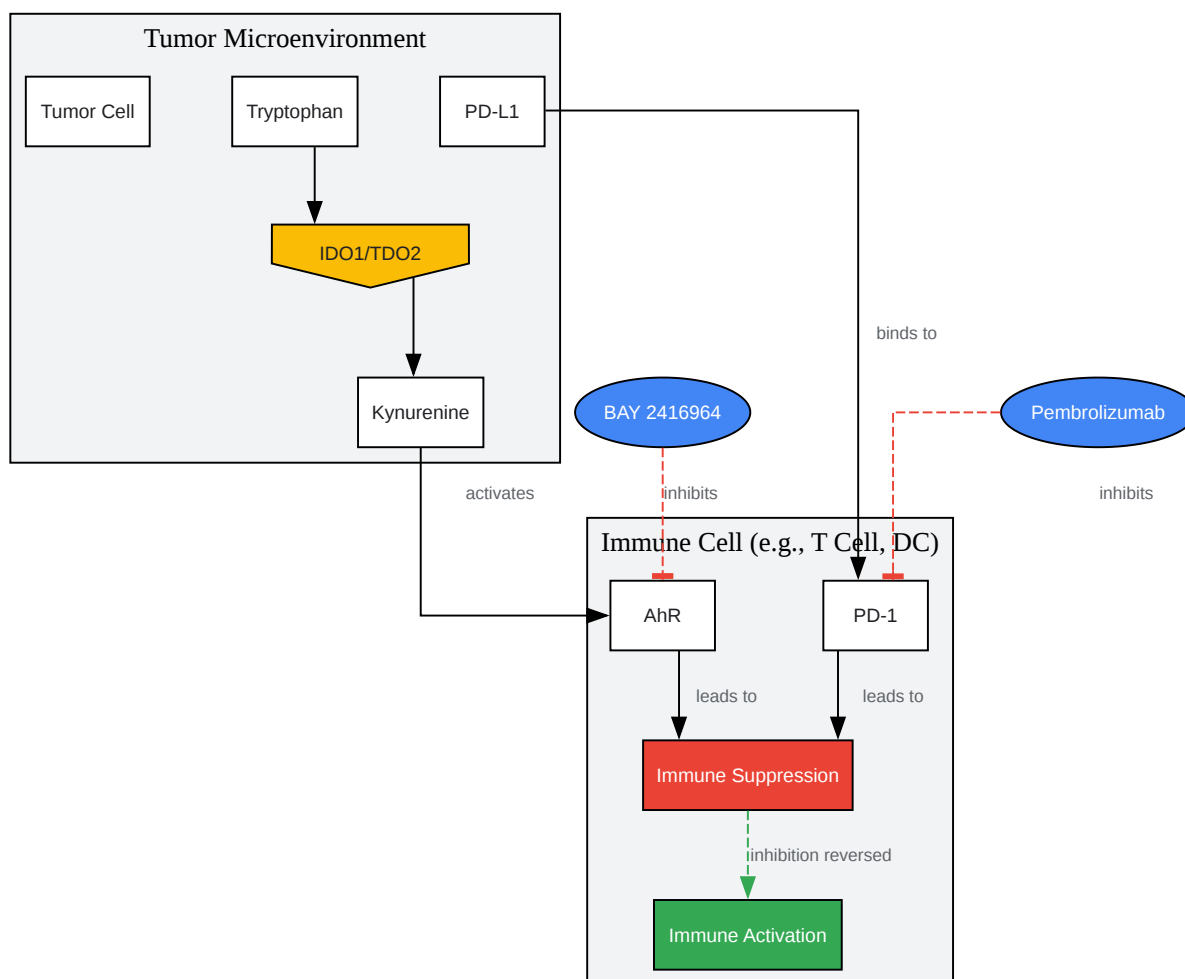 Tumor Microenvironment
Tumor Cell
Tryptophan
PD-L1
IDO1/TDO2
binds to
Kynurenine
BAY 2416964
Pembrolizumab
activates
inhibits
inhibits
Immune Cell (e.g., T Cell, DC)
AhR
PD-1
leads to
leads to
Immune Suppression
inhibition reversed
Immune Activation